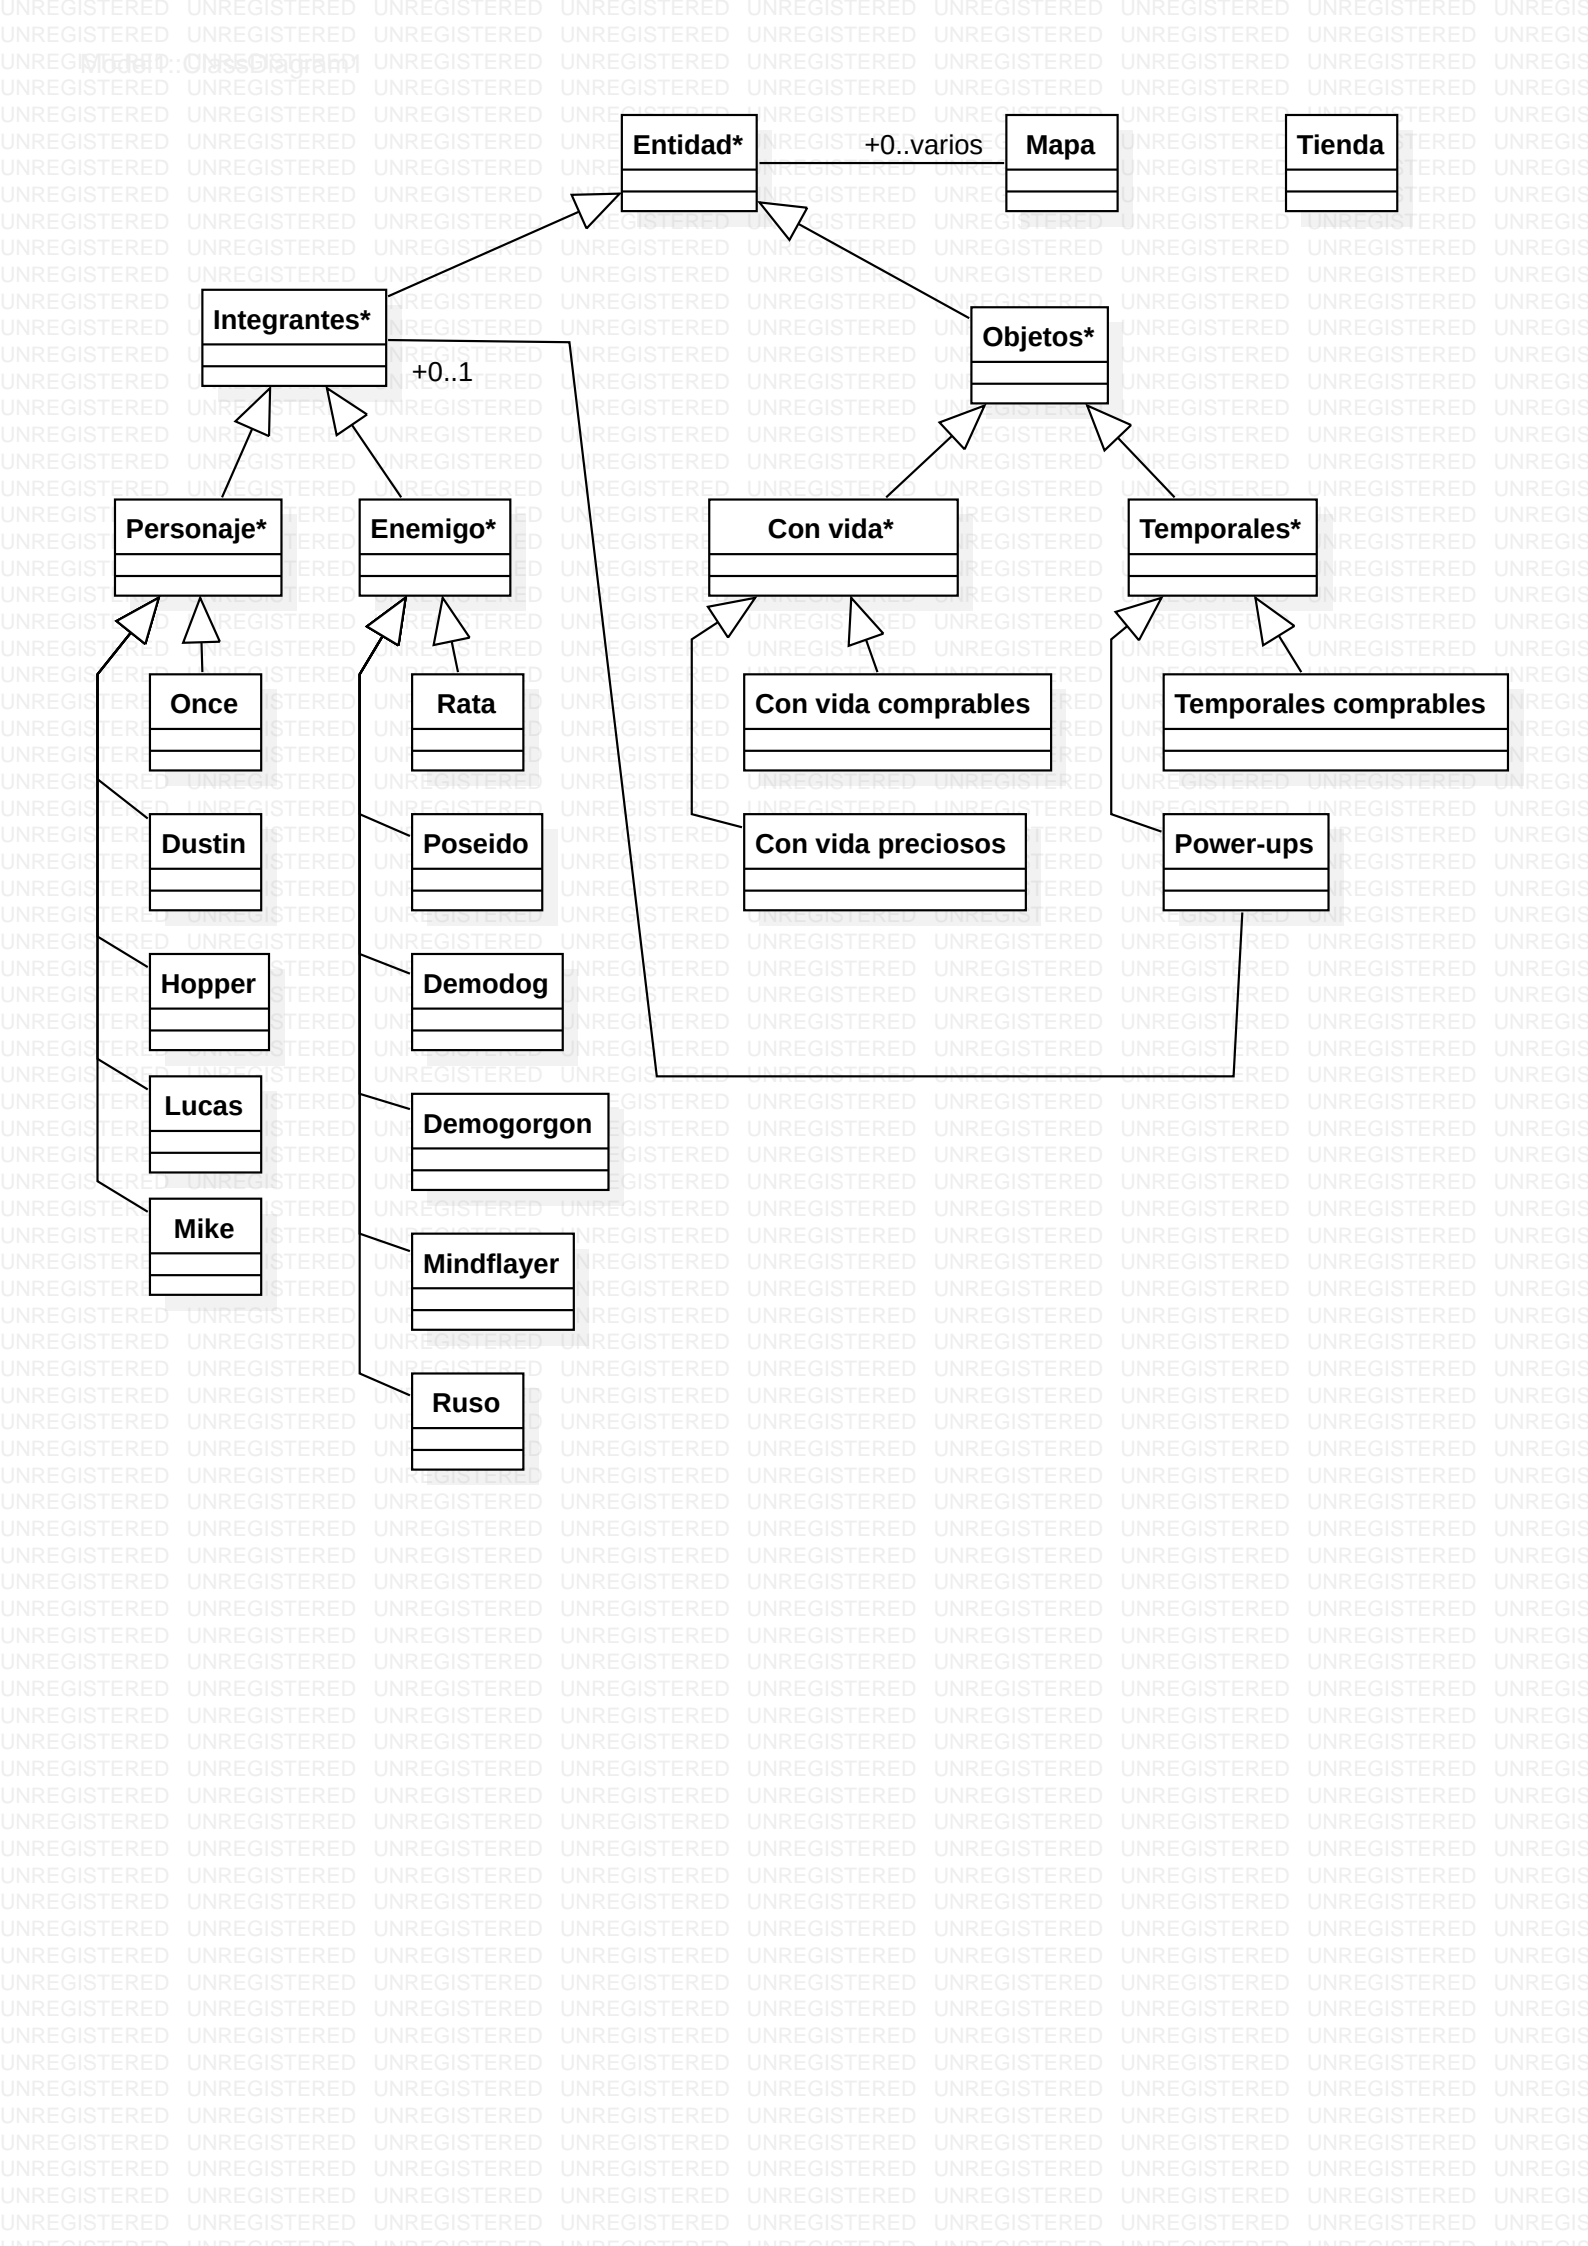 Model1::ClassDiagram1
Entidad*
+0..varios
Mapa
Tienda
Integrantes*
+0..1
Objetos*
Personaje*
Enemigo*
Con vida*
Temporales*
Once
Rata
Con vida comprables
Temporales comprables
Dustin
Poseido
Con vida preciosos
Power-ups
Hopper
Demodog
Lucas
Demogorgon
Mike
Mindflayer
Ruso